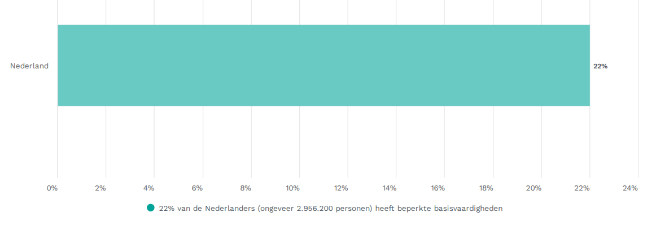 Nederland
22%
0% 2% 4% 6% 8% 10% 12% 14% 16% 18% 20% 22% 24%
22% van de Nederlanders (ongeveer 2.956.200 personen) heeft beperkte basisvaardigheden